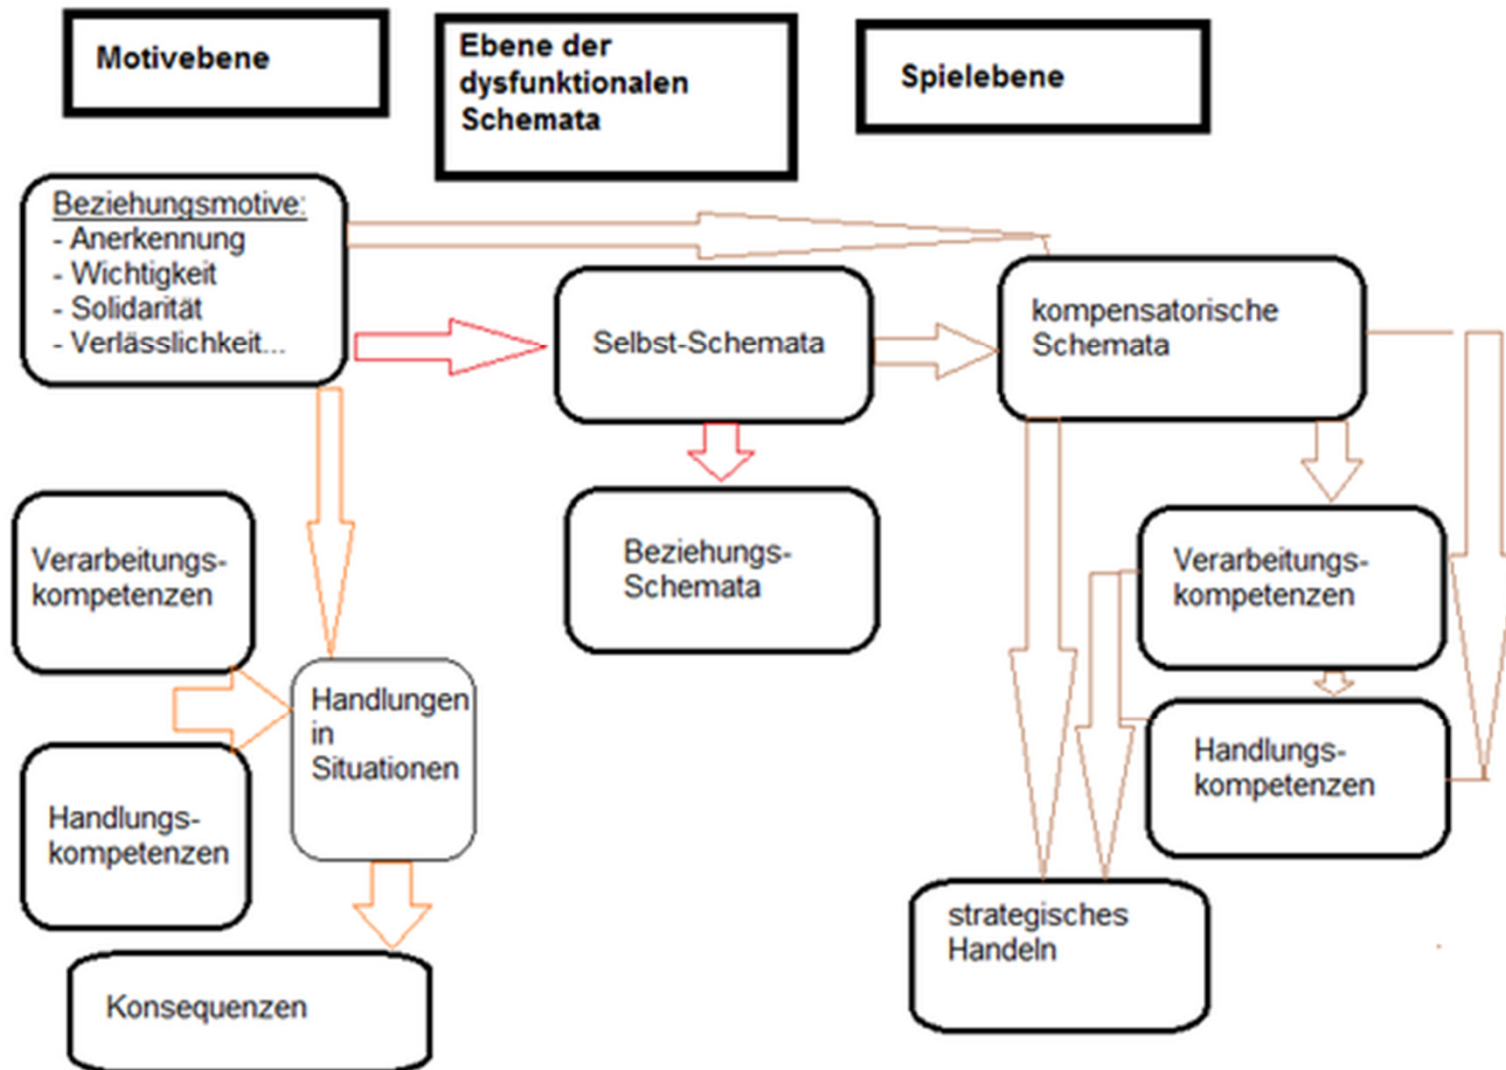 Motivebene
Ebene der
dysfunktionalen
Schemata
Spielebene
Beziehungsmotive:
- Anerkennung
- Wichtigkeit
- Solidarität
- Verlässlichkeit...
Selbst-Schemata
kompensatorische
Schemata
Verarbeitungs-
kompetenzen
Beziehungs-
Schemata
Verarbeitungs-
kompetenzen
Handlungen
in
Situationen
Handlungs-
kompetenzen
Handlungs-
kompetenzen
strategisches
Handeln
Konsequenzen